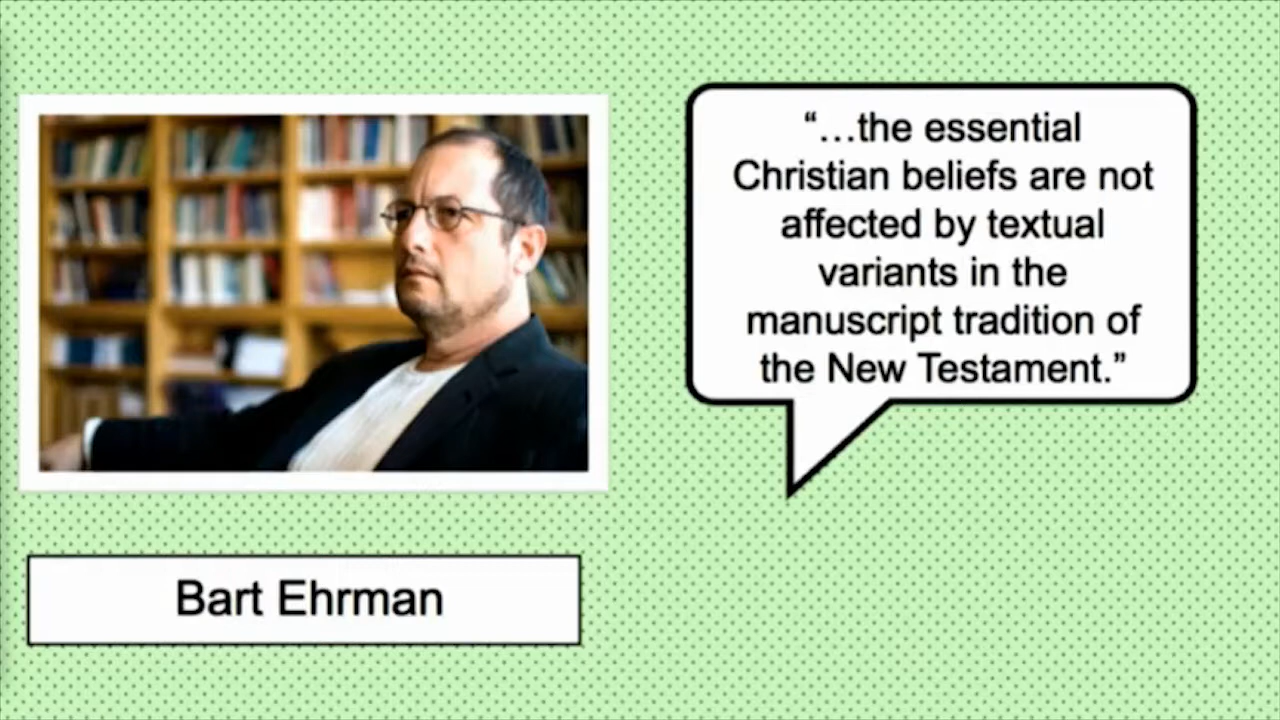 “…the essential
Christian beliefs are not
affected by textual
variants in the
manuscript tradition of
the New Testament.”
Bart Ehrman